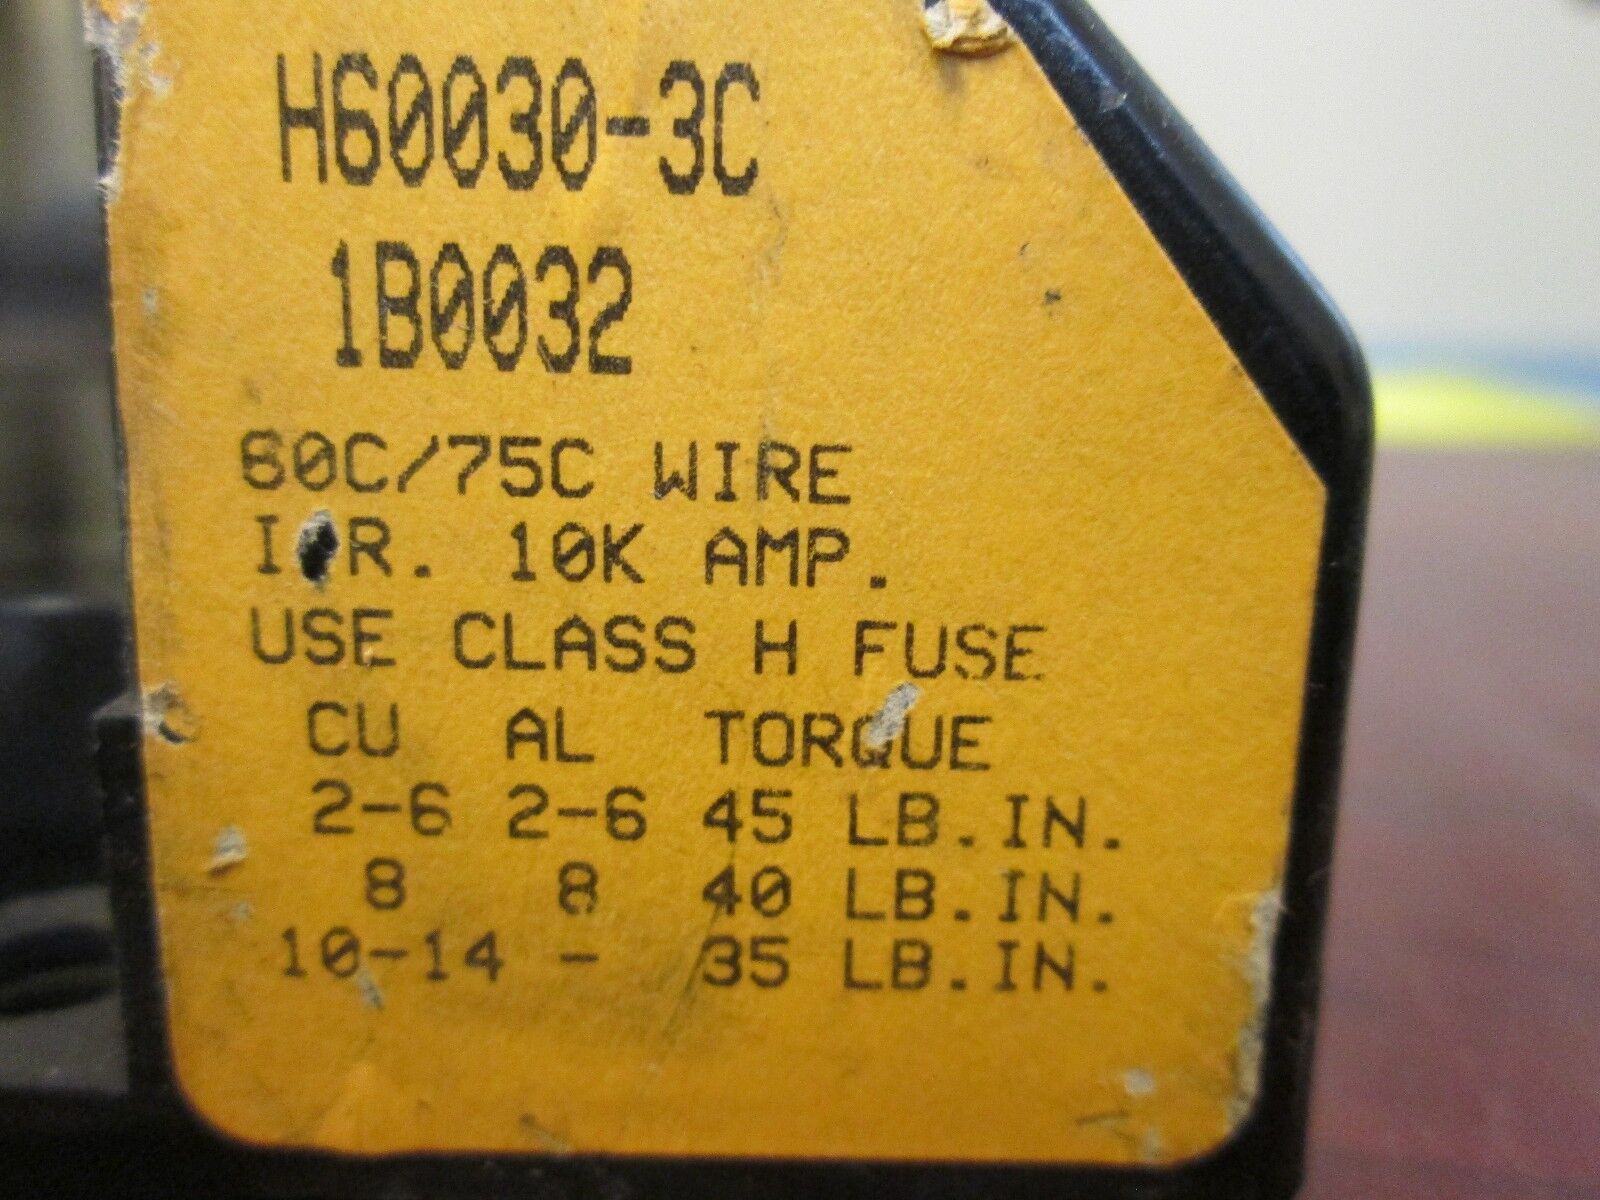 H60030-3C
1B0032
60C/75C WIRE
10K AMP.
USE CLASS H FUSE
CU AL TORQUE
2-6 2-6 45 LB.IN.
8 8 40 LB.IN.
10-14 - 35 LB.IN.